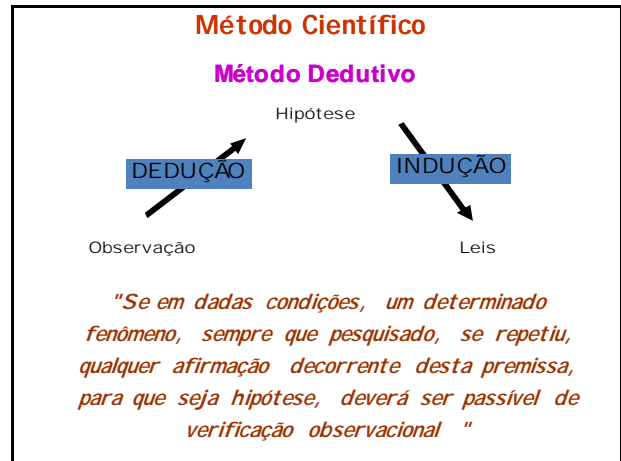 Método Científico
Método Dedutivo
Hipótese
DEDUÇÃO
INDUÇÃO
Observação
Leis
"Se em dadas condições, um determinado
fenômeno, sempre que pesquisado, se repetiu,
qualquer afirmação decorrente desta premissa,
para que seja hipótese, deverá ser passível de
verificação observacional "